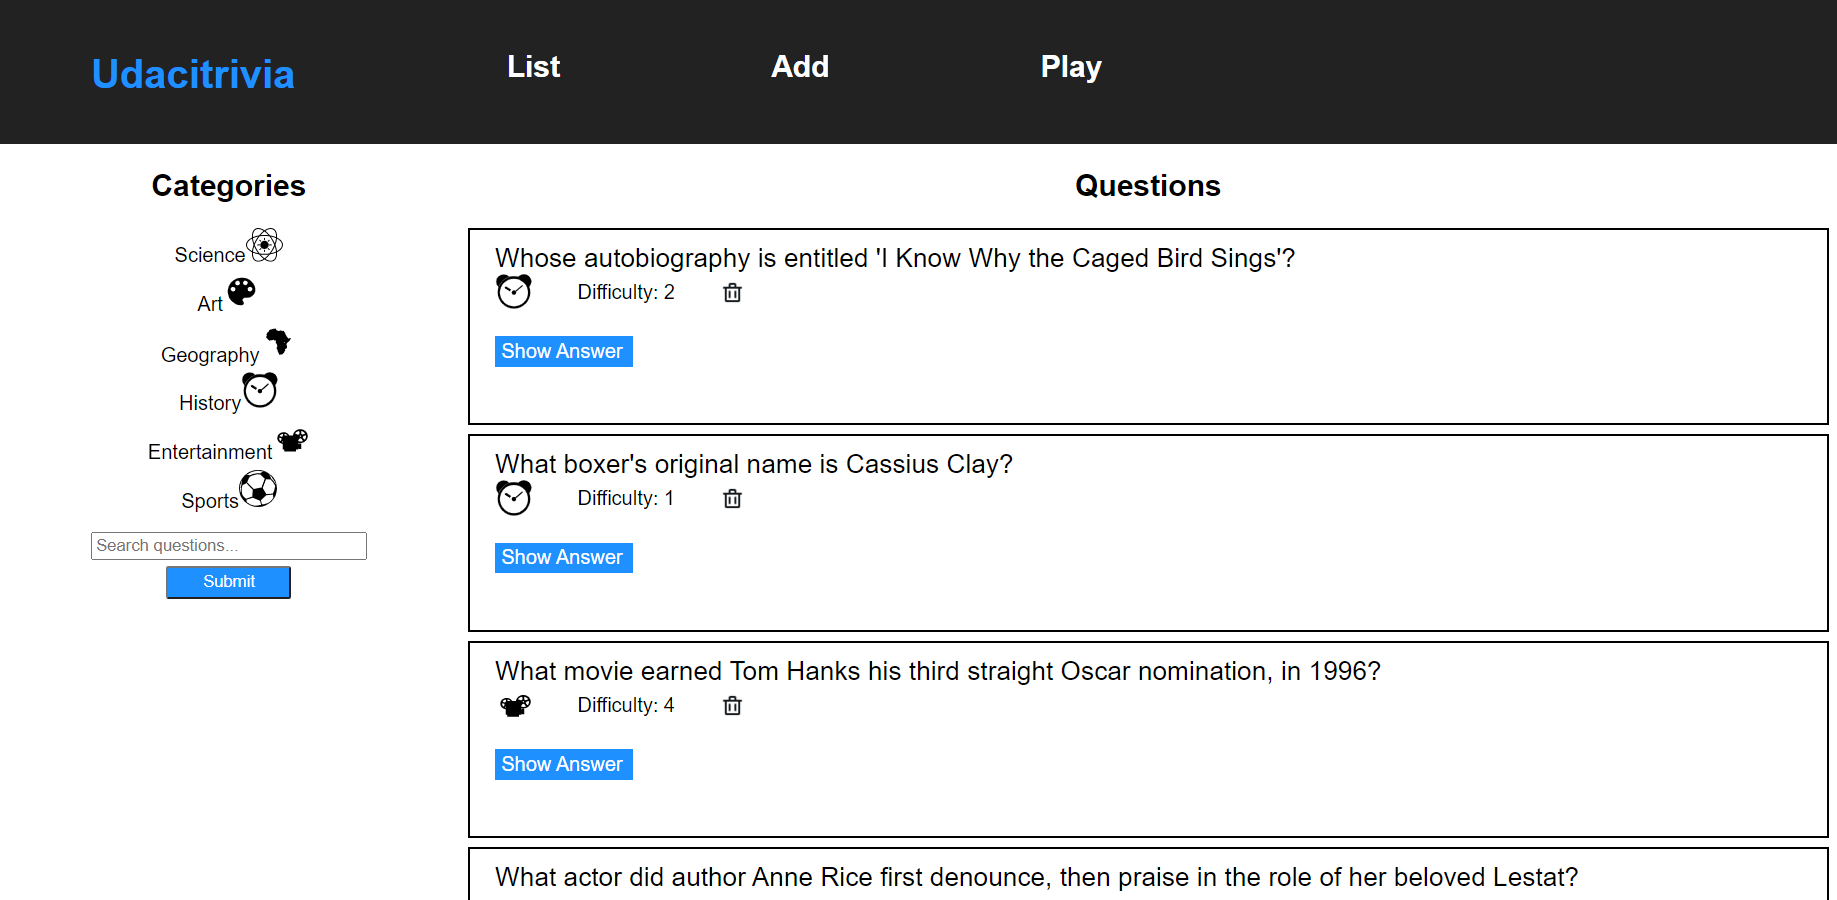 Udacitrivia
List
Add
Play
Categories
Science
Art
Geography
History
Entertainment
Sports
Search questions...
Submit
Questions
Whose autobiography is entitled 'I Know Why the Caged Bird Sings'?
Difficulty: 2
Show Answer
What boxer's original name is Cassius Clay?
Difficulty: 1
Show Answer
What movie earned Tom Hanks his third straight Oscar nomination, in 1996?
Difficulty: 4
Show Answer
What actor did author Anne Rice first denounce, then praise in the role of her beloved Lestat?